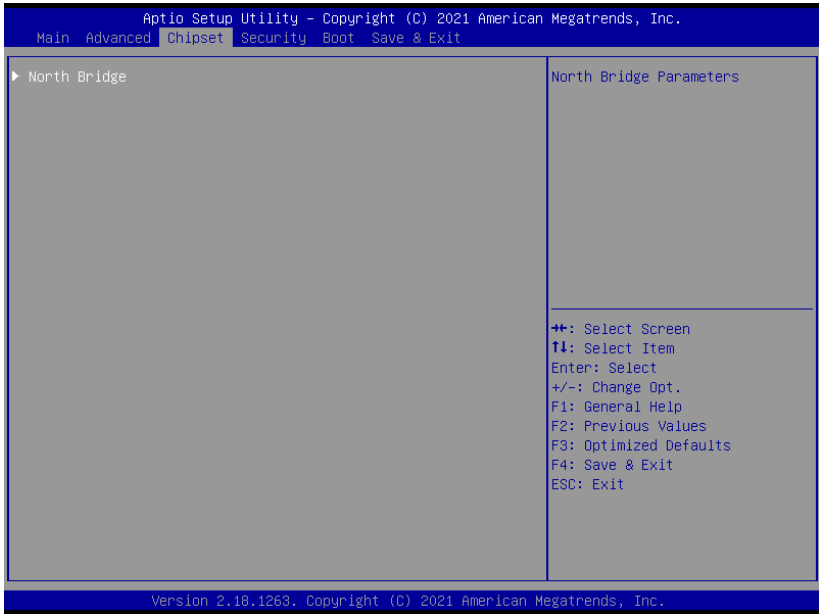 Aptio Setup Utility – Copyright (C) 2021 American Megatrends, Inc.
Main Advanced Chipset Security Boot Save & Exit
▶ North Bridge
North Bridge Parameters
→←: Select Screen
↑↓: Select Item
Enter: Select
+/-: Change Opt.
F1: General Help
F2: Previous Values
F3: Optimized Defaults
F4: Save & Exit
ESC: Exit
Version 2.18.1263. Copyright (C) 2021 American Megatrends, Inc.